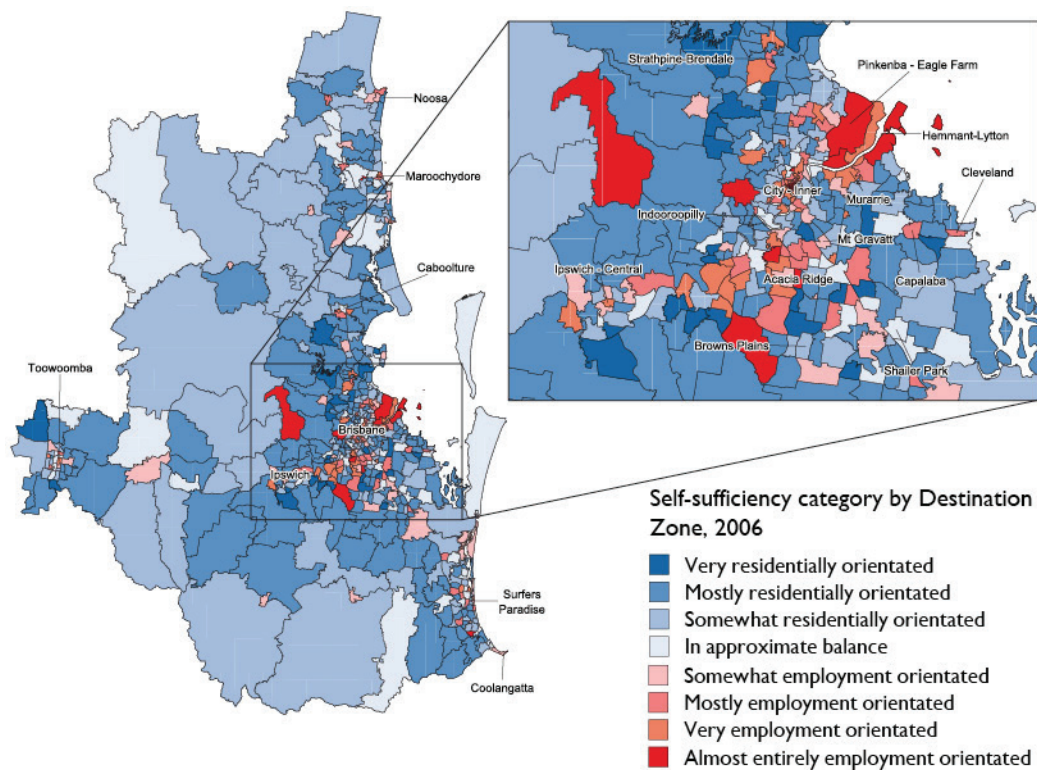 Noosa
Maroochydore
Caboolture
Toowoomba
Brisbane
Ipswich
Surfers
Paradise
Coolangatta
Strathpine-Brendale
Pinkenba - Eagle Farm
Hemmant-Lytton
Cleveland
City - Inner
Murarrie
Indooroopilly
Mt Gravatt
Ipswich - Central
Acacia Ridge
Capalaba
Browns Plains
Shailer Park
Self-sufficiency category by Destination
Zone, 2006
Very residentially orientated
Mostly residentially orientated
Somewhat residentially orientated
In approximate balance
Somewhat employment orientated
Mostly employment orientated
Very employment orientated
Almost entirely employment orientated